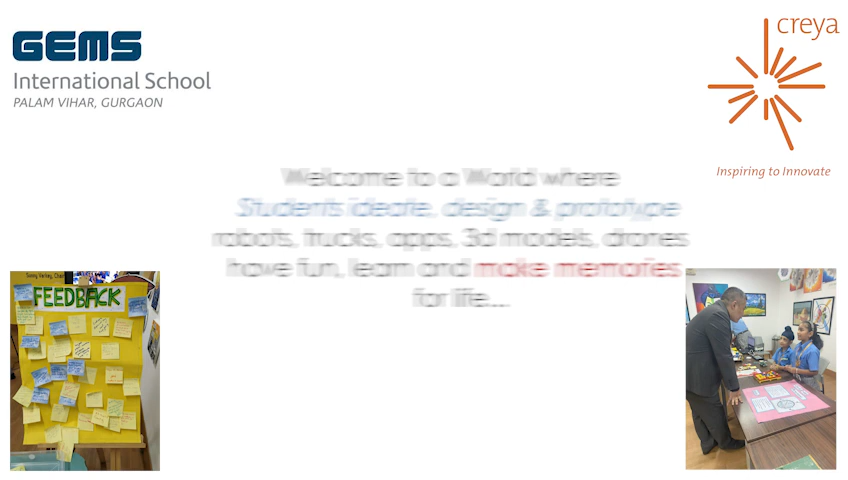 GEMS
International School
PALAM VIHAR, GURGAON
creya
Inspiring to Innovate
Welcome to a World where
Students ideate, design & prototype
robots, trucks, apps, 3d models, drones
have fun, learn and make memories
for life...
FEEDBACK